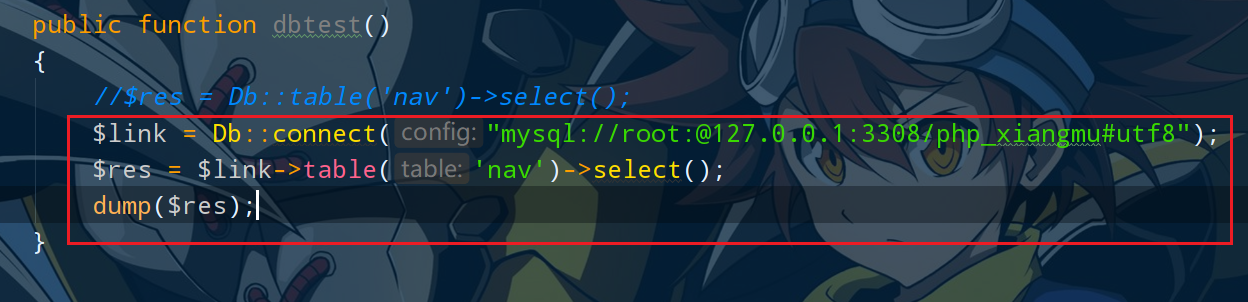 public function dbtest()
{
//$res = Db::table('nav')->select();
$link = Db::connect( config: "mysql://root:@127.0.0.1:3308/php_xiangmu#utf8");
$res = $link->table( table: 'nav')->select();
dump($res);
}